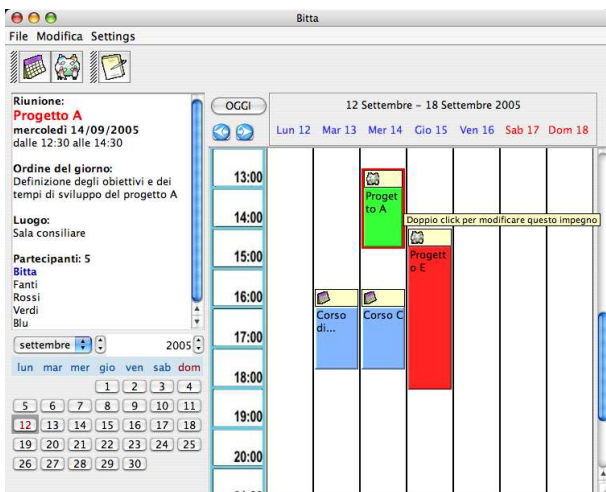 Bitta
File Modifica Settings
Riunione:
Progetto A
mercoledì 14/09/2005
dalle 12:30 alle 14:30
Ordine del giorno:
Definizione degli obiettivi e dei
tempi di sviluppo del progetto A
Luogo:
Sala consiliare
Partecipanti: 5
Bitta
Fanti
Rossi
Verdi
Blu
settembre 2005
lun mar mer gio ven sab dom
1 2 3 4
5 6 7 8 9 10 11
12 13 14 15 16 17 18
19 20 21 22 23 24 25
26 27 28 29 30
OGGI
12 Settembre - 18 Settembre 2005
Lun 12 Mar 13 Mer 14 Gio 15 Ven 16 Sab 17 Dom 18
13:00
14:00
15:00
16:00
17:00
18:00
19:00
20:00
Proget
to A
Doppio click per modificare questo impegno
Progett
o E
Corso
di...
Corso C